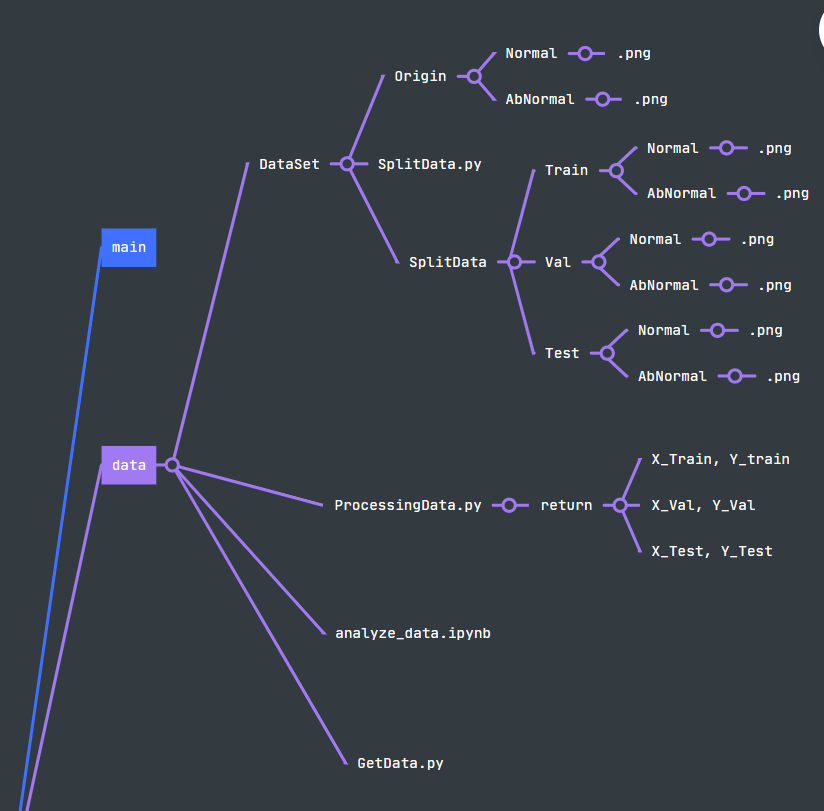 Normal
.png
Origin
AbNormal
.png
Normal
.png
DataSet
SplitData.py
Train
AbNormal
.png
main
Normal
.png
SplitData
Val
AbNormal
.png
Normal
.png
Test
AbNormal
.png
data
X_Train, Y_train
ProcessingData.py
return
X_Val, Y_Val
X_Test, Y_Test
analyze_data.ipynb
GetData.py